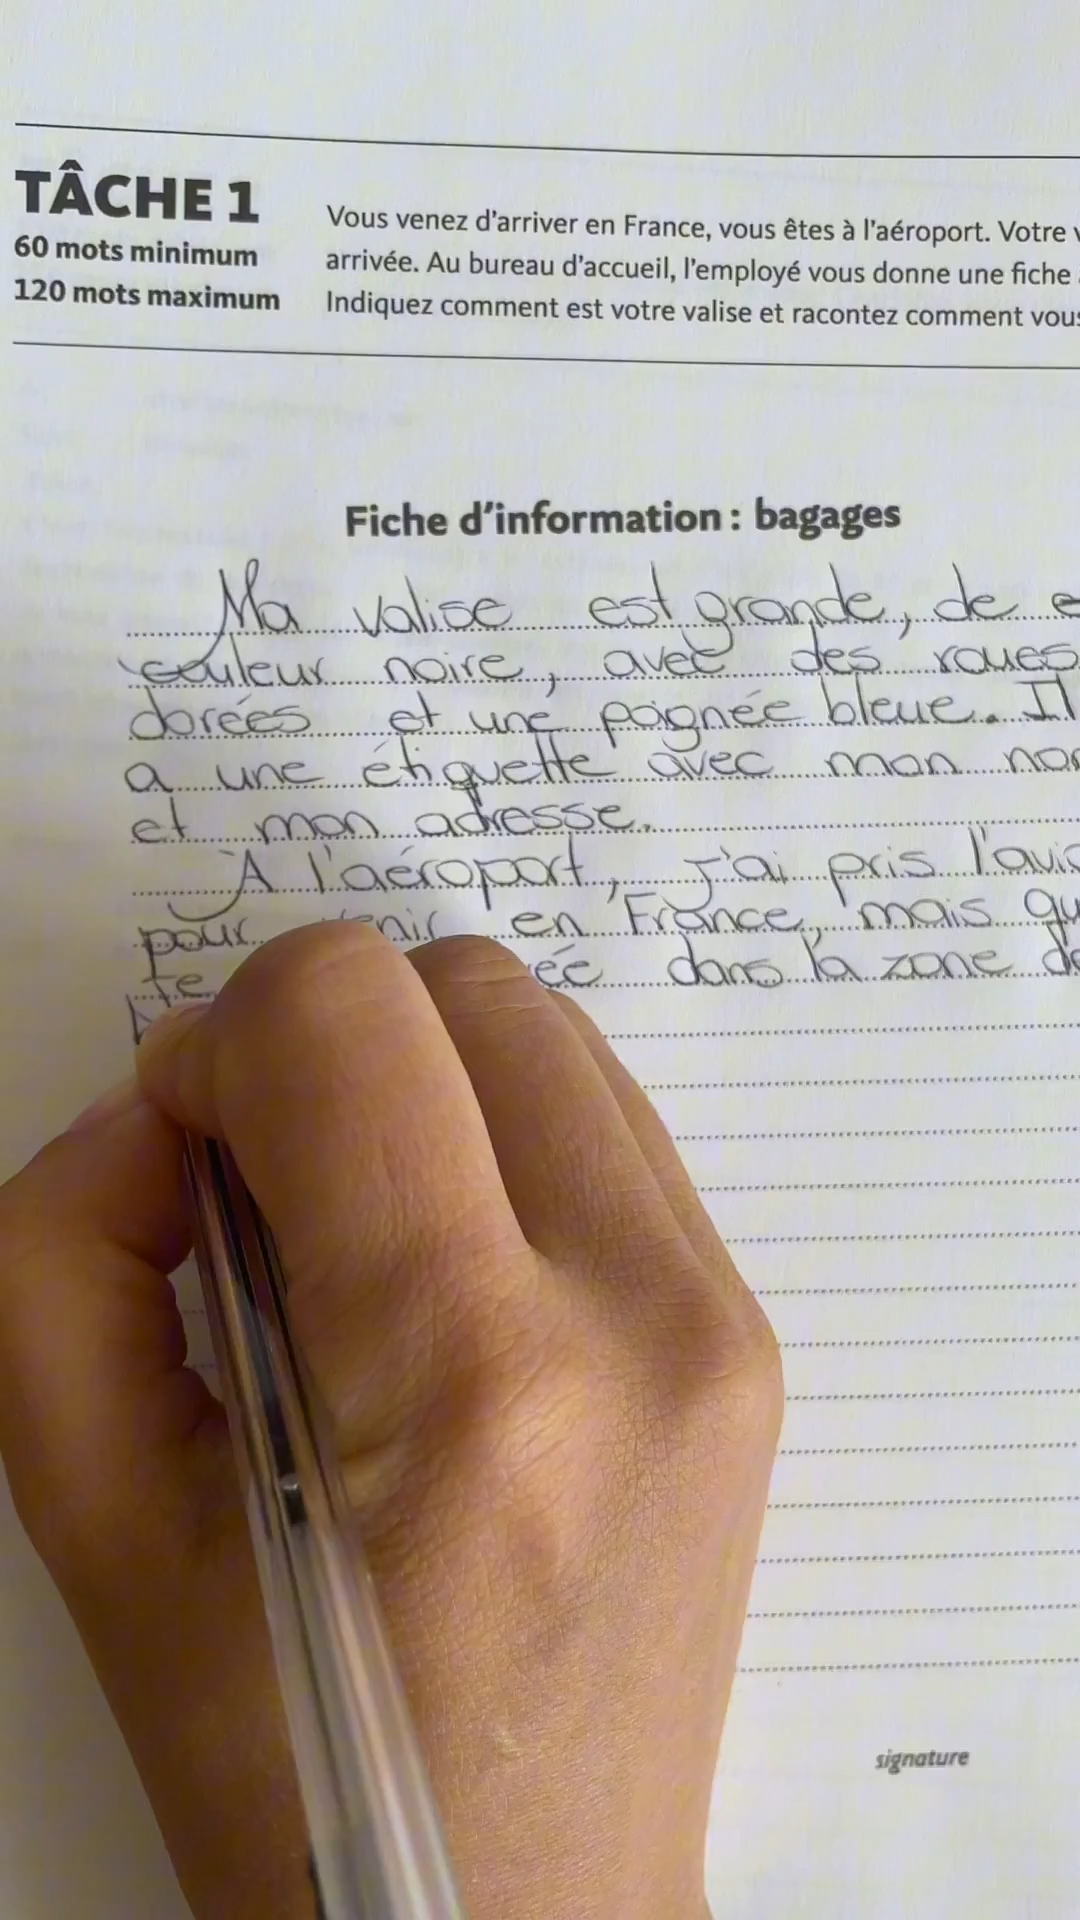 TÂCHE 1
60 mots minimum
120 mots maximum
Vous venez d'arriver en France, vous êtes à l'aéroport. Votre
arrivée. Au bureau d'accueil, l'employé vous donne une fiche
Indiquez comment est votre valise et racontez comment vous
Fiche d'information : bagages
Ma valise est grande, de
couleur noire, avec des roues
dorées et une poignée bleue. Il
a une étiquette avec mon
et mon adresse.
À l'aéroport, j'ai pris
pour en France, mais
dans la zone
signature